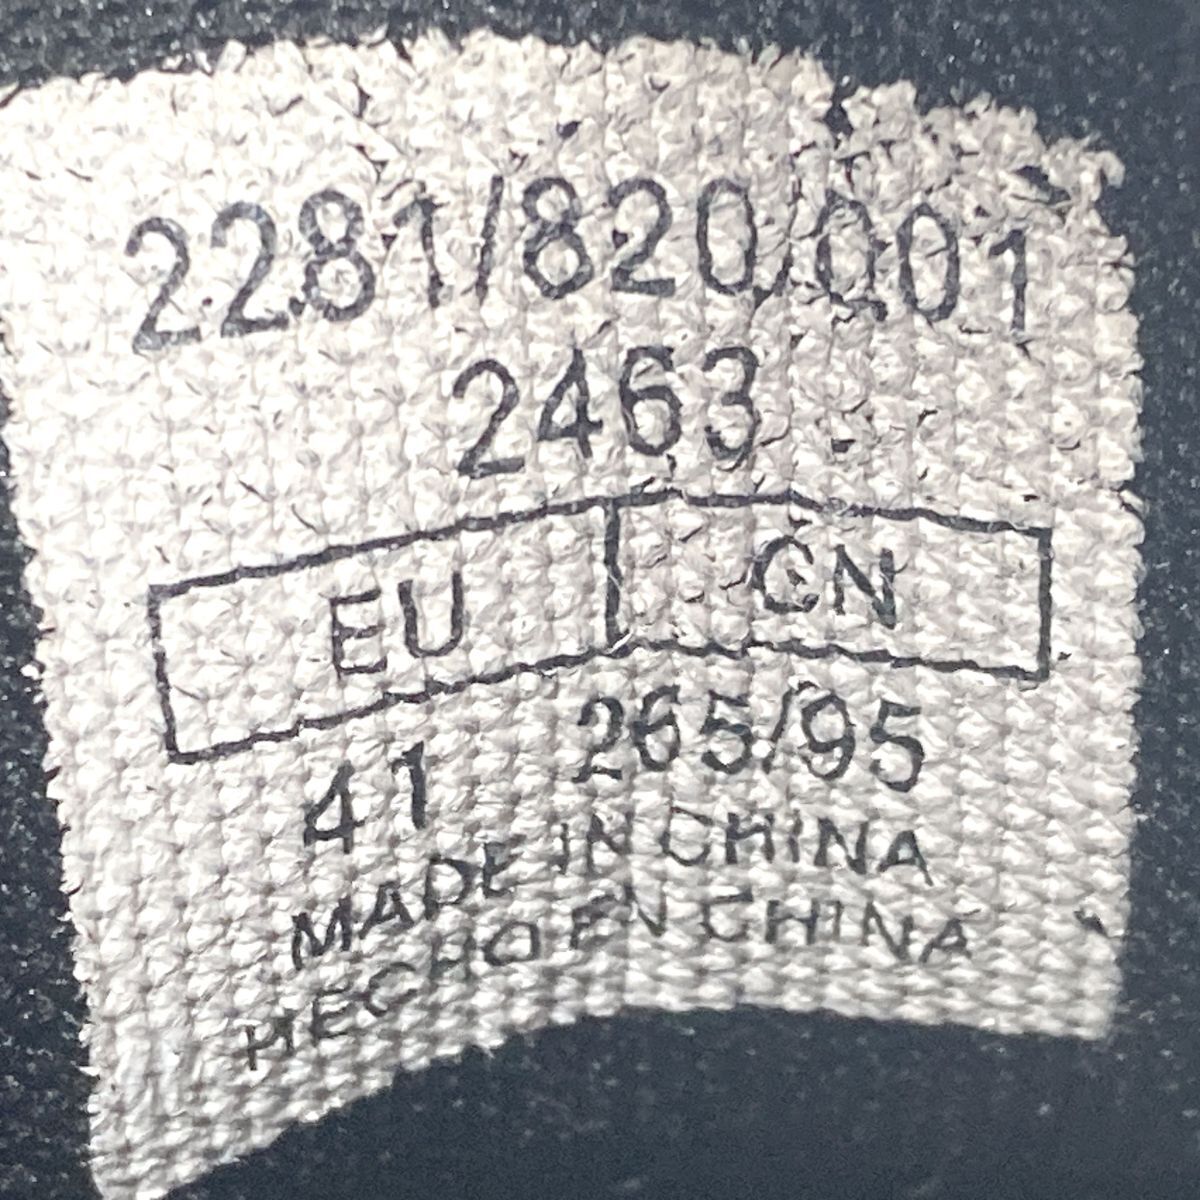 2281/820/001
2463
EU CN
41 265/95
MADE IN CHINA
HECHO EN CHINA